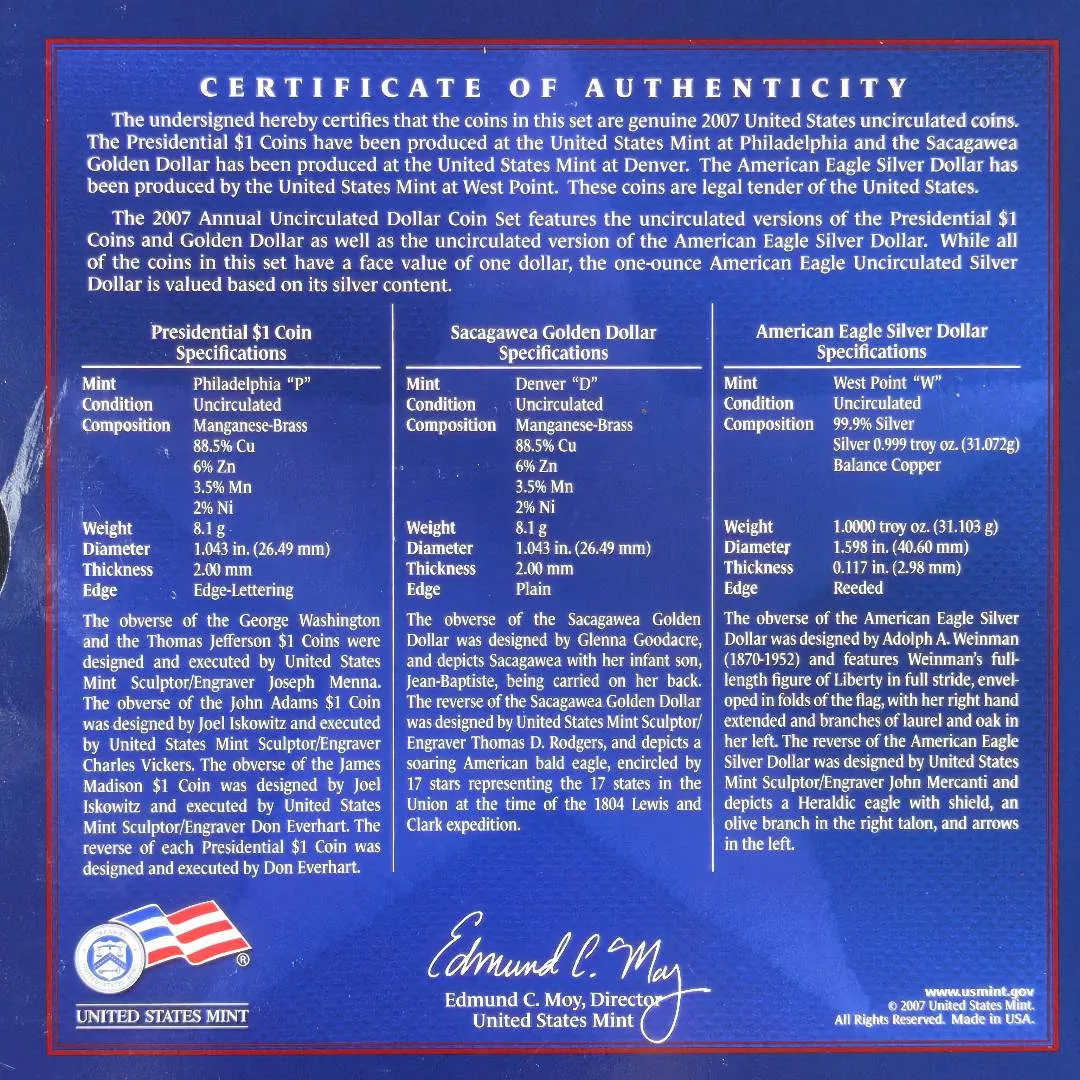 CERTIFICATE OF AUTHENTICITY
The undersigned hereby certifies that the coins in this set are genuine 2007 United States uncirculated coins.
The Presidential $1 Coins have been produced at the United States Mint at Philadelphia and the Sacagawea
Golden Dollar has been produced at the United States Mint at Denver. The American Eagle Silver Dollar has
been produced by the United States Mint at West Point. These coins are legal tender of the United States.
The 2007 Annual Uncirculated Dollar Coin Set features the uncirculated versions of the Presidential $1
Coins and Golden Dollar as well as the uncirculated version of the American Eagle Silver Dollar. While all
of the coins in this set have a face value of one dollar, the one-ounce American Eagle Uncirculated Silver
Dollar is valued based on its silver content.
Presidential $1 Coin
Specifications
Mint Philadelphia “P”
Condition Uncirculated
Composition Manganese-Brass
88.5% Cu
6% Zn
3.5% Mn
2% Ni
Weight 8.1 g
Diameter 1.043 in. (26.49 mm)
Thickness 2.00 mm
Edge Edge-Lettering
The obverse of the George Washington
and the Thomas Jefferson $1 Coins were
designed and executed by United States
Mint Sculptor/Engraver Joseph Menna.
The obverse of the John Adams $1 Coin
was designed by Joel Iskowitz and executed
by United States Mint Sculptor/Engraver
Charles Vickers. The obverse of the James
Madison $1 Coin was designed by Joel
Iskowitz and executed by United States
Mint Sculptor/Engraver Don Everhart. The
reverse of each Presidential $1 Coin was
designed and executed by Don Everhart.
Sacagawea Golden Dollar
Specifications
Mint Denver “D”
Condition Uncirculated
Composition Manganese-Brass
88.5% Cu
6% Zn
3.5% Mn
2% Ni
Weight 8.1 g
Diameter 1.043 in. (26.49 mm)
Thickness 2.00 mm
Edge Plain
The obverse of the Sacagawea Golden
Dollar was designed by Glenna Goodacre,
and depicts Sacagawea with her infant son,
Jean-Baptiste, being carried on her back.
The reverse of the Sacagawea Golden Dollar
was designed by United States Mint Sculptor/
Engraver Thomas D. Rodgers, and depicts a
soaring American bald eagle, encircled by
17 stars representing the 17 states in the
Union at the time of the 1804 Lewis and
Clark expedition.
American Eagle Silver Dollar
Specifications
Mint West Point “W”
Condition Uncirculated
Composition 99.9% Silver
Silver 0.999 troy oz. (31.072g)
Balance Copper
Weight 1.0000 troy oz. (31.103 g)
Diameter 1.598 in. (40.60 mm)
Thickness 0.117 in. (2.98 mm)
Edge Reeded
The obverse of the American Eagle Silver
Dollar was designed by Adolph A. Weinman
(1870-1952) and features Weinman’s full-
length figure of Liberty in full stride, envel-
oped in folds of the flag, with her right hand
extended and branches of laurel and oak in
her left. The reverse of the American Eagle
Silver Dollar was designed by United States
Mint Sculptor/Engraver John Mercanti and
depicts a Heraldic eagle with shield, an
olive branch in the right talon, and arrows
in the left.
®
UNITED STATES MINT
Edmund C. Moy
Edmund C. Moy, Director
United States Mint
www.usmint.gov
© 2007 United States Mint.
All Rights Reserved. Made in USA.